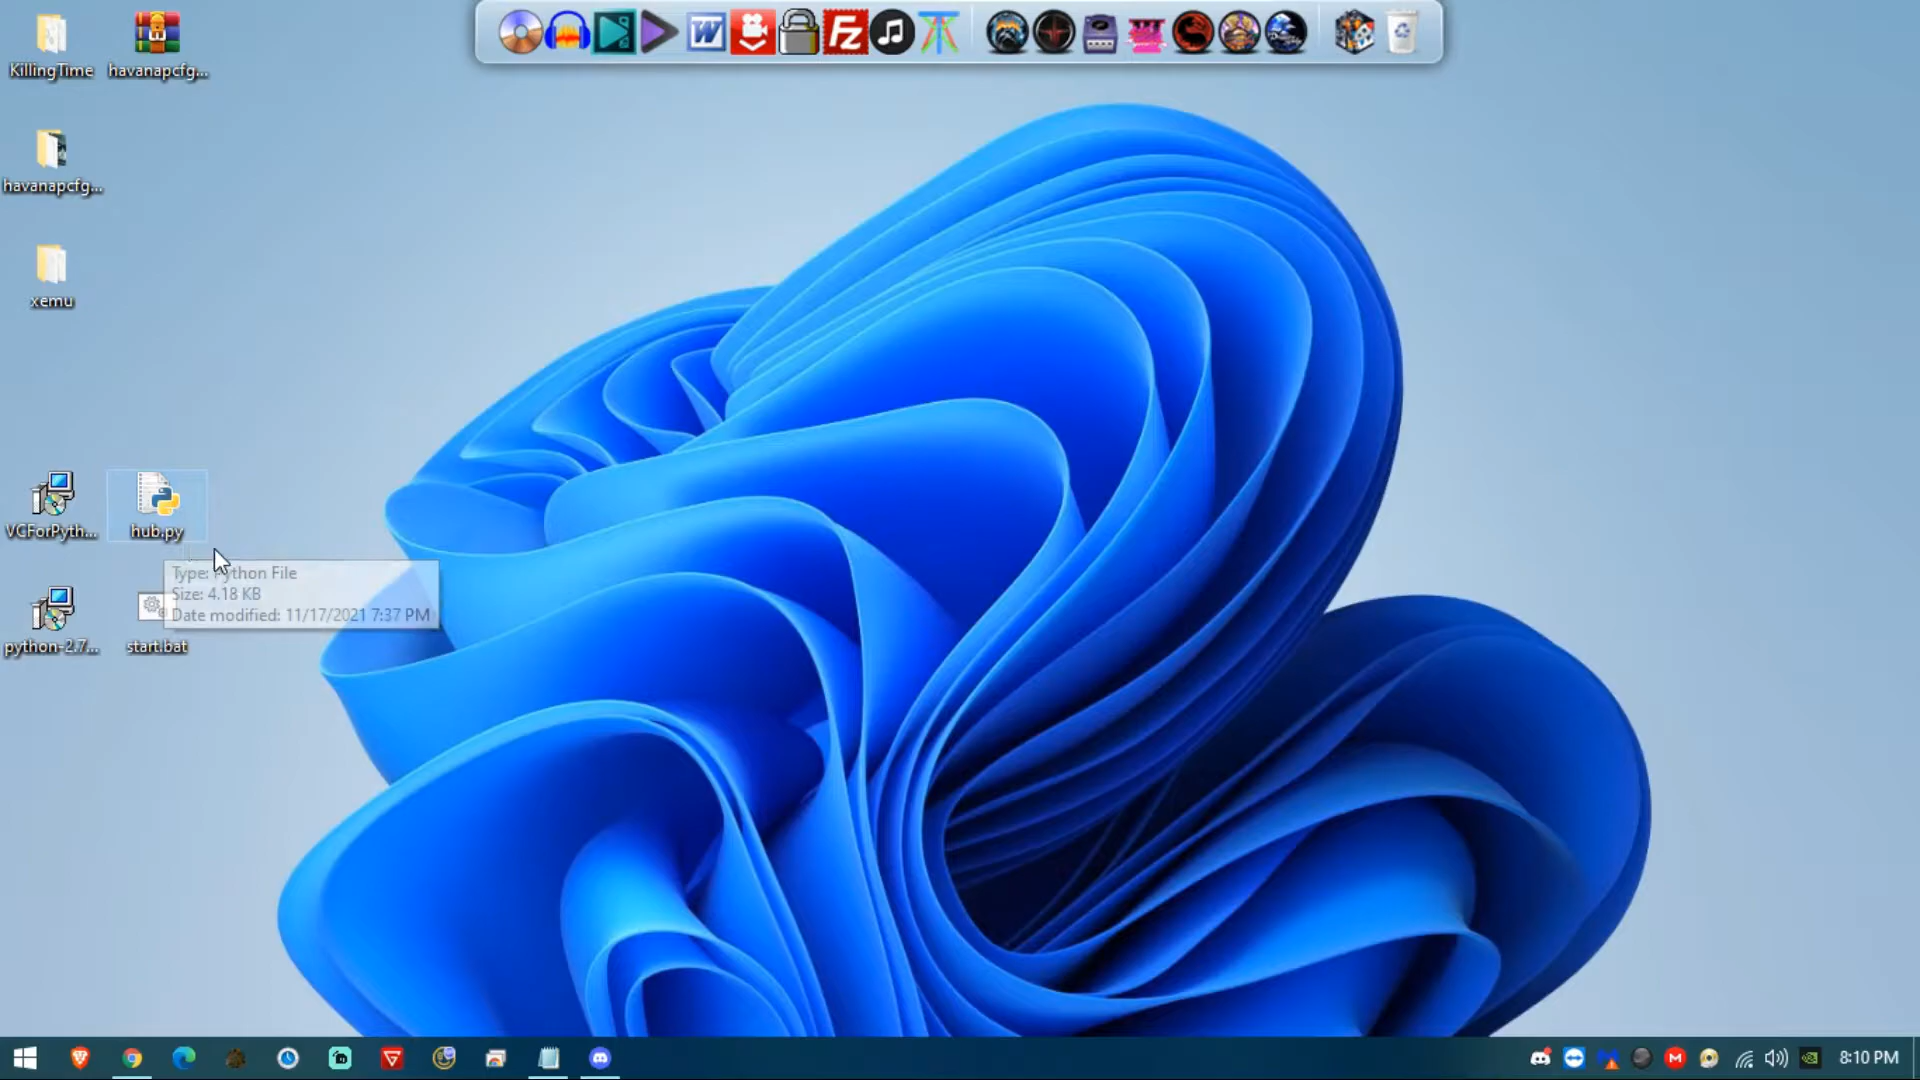 KillingTime
havanapcfg...
havanapcfg...
xemu
VCForPyth...
hub.py
Type: Python File
Size: 4.18 KB
Date modified: 11/17/2021 7:37 PM
python-2.7...
start.bat
W
Fz
8:10 PM